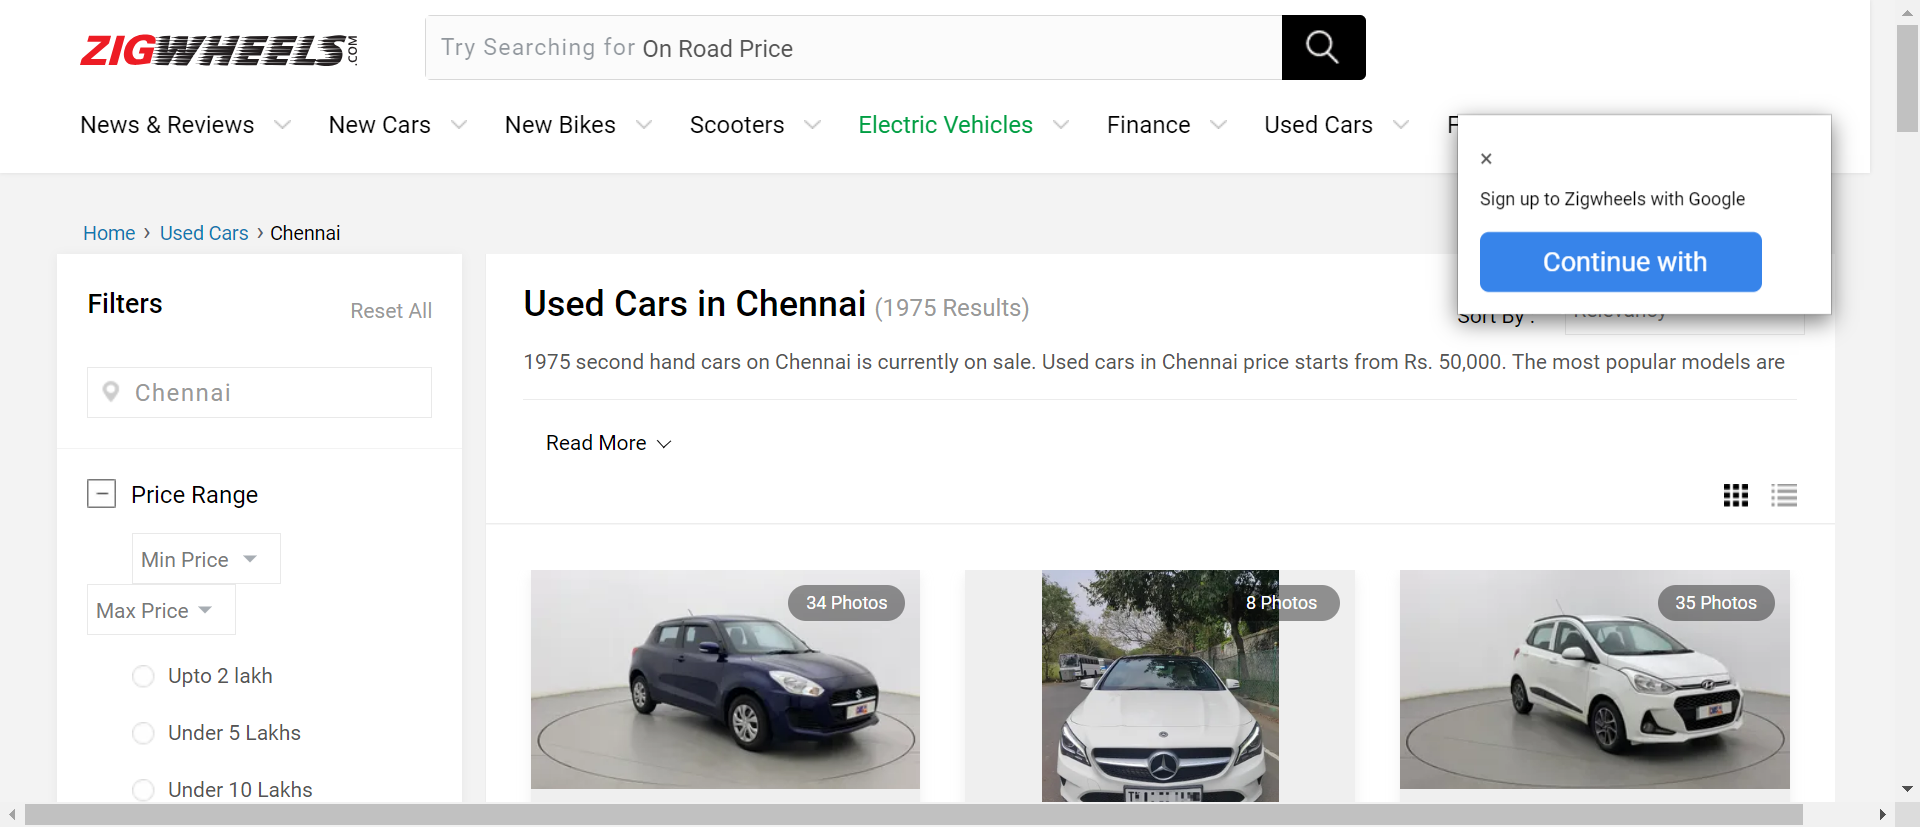 ZIGWHEELS.COM
Try Searching for On Road Price
News & Reviews New Cars New Bikes Scooters Electric Vehicles Finance Used Cars
×
Sign up to Zigwheels with Google
Continue with
Home › Used Cars › Chennai
Filters
Reset All
Chennai
Price Range
Min Price
Max Price
Upto 2 lakh
Under 5 Lakhs
Under 10 Lakhs
Used Cars in Chennai (1975 Results)
Sort By :
Relevancy
1975 second hand cars on Chennai is currently on sale. Used cars in Chennai price starts from Rs. 50,000. The most popular models are
Read More
34 Photos
8 Photos
35 Photos